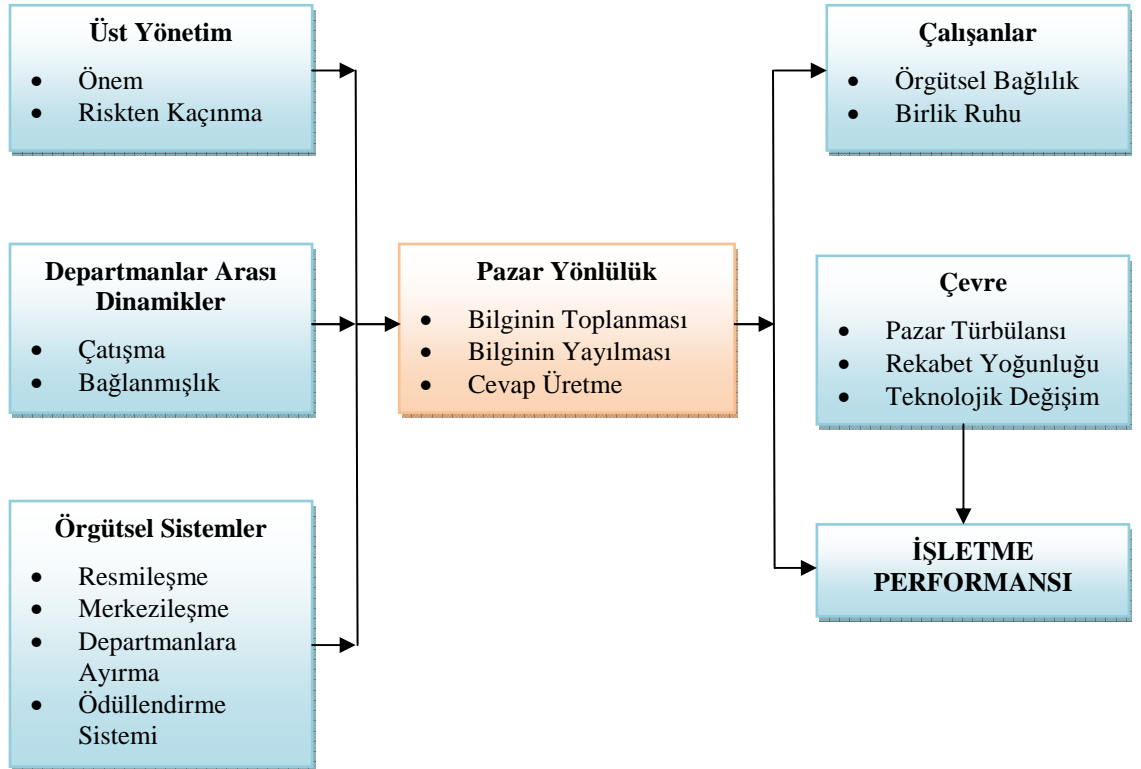 Üst Yönetim
• Önem
• Riskten Kaçınma
Departmanlar Arası
Dinamikler
• Çatışma
• Bağlanmışlık
Örgütsel Sistemler
• Resmileşme
• Merkezileşme
• Departmanlara
Ayırma
• Ödüllendirme
Sistemi
Pazar Yönlülük
• Bilginin Toplanması
• Bilginin Yayılması
• Cevap Üretme
Çalışanlar
• Örgütsel Bağlılık
• Birlik Ruhu
Çevre
• Pazar Türbülansı
• Rekabet Yoğunluğu
• Teknolojik Değişim
İŞLETME
PERFORMANSI